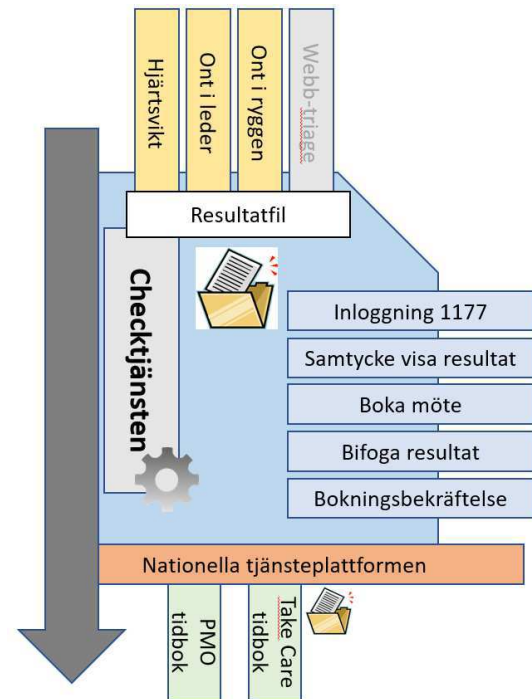 Hjärtsvikt
Ont i leder
Ont i ryggen
Webb-triage
Resultatfil
Checktjänsten
Inloggning 1177
Samtycke visa resultat
Boka möte
Bifoga resultat
Bokningsbekräftelse
Nationella tjänsteplattformen
PMO
tidbok
Take Care
tidbok